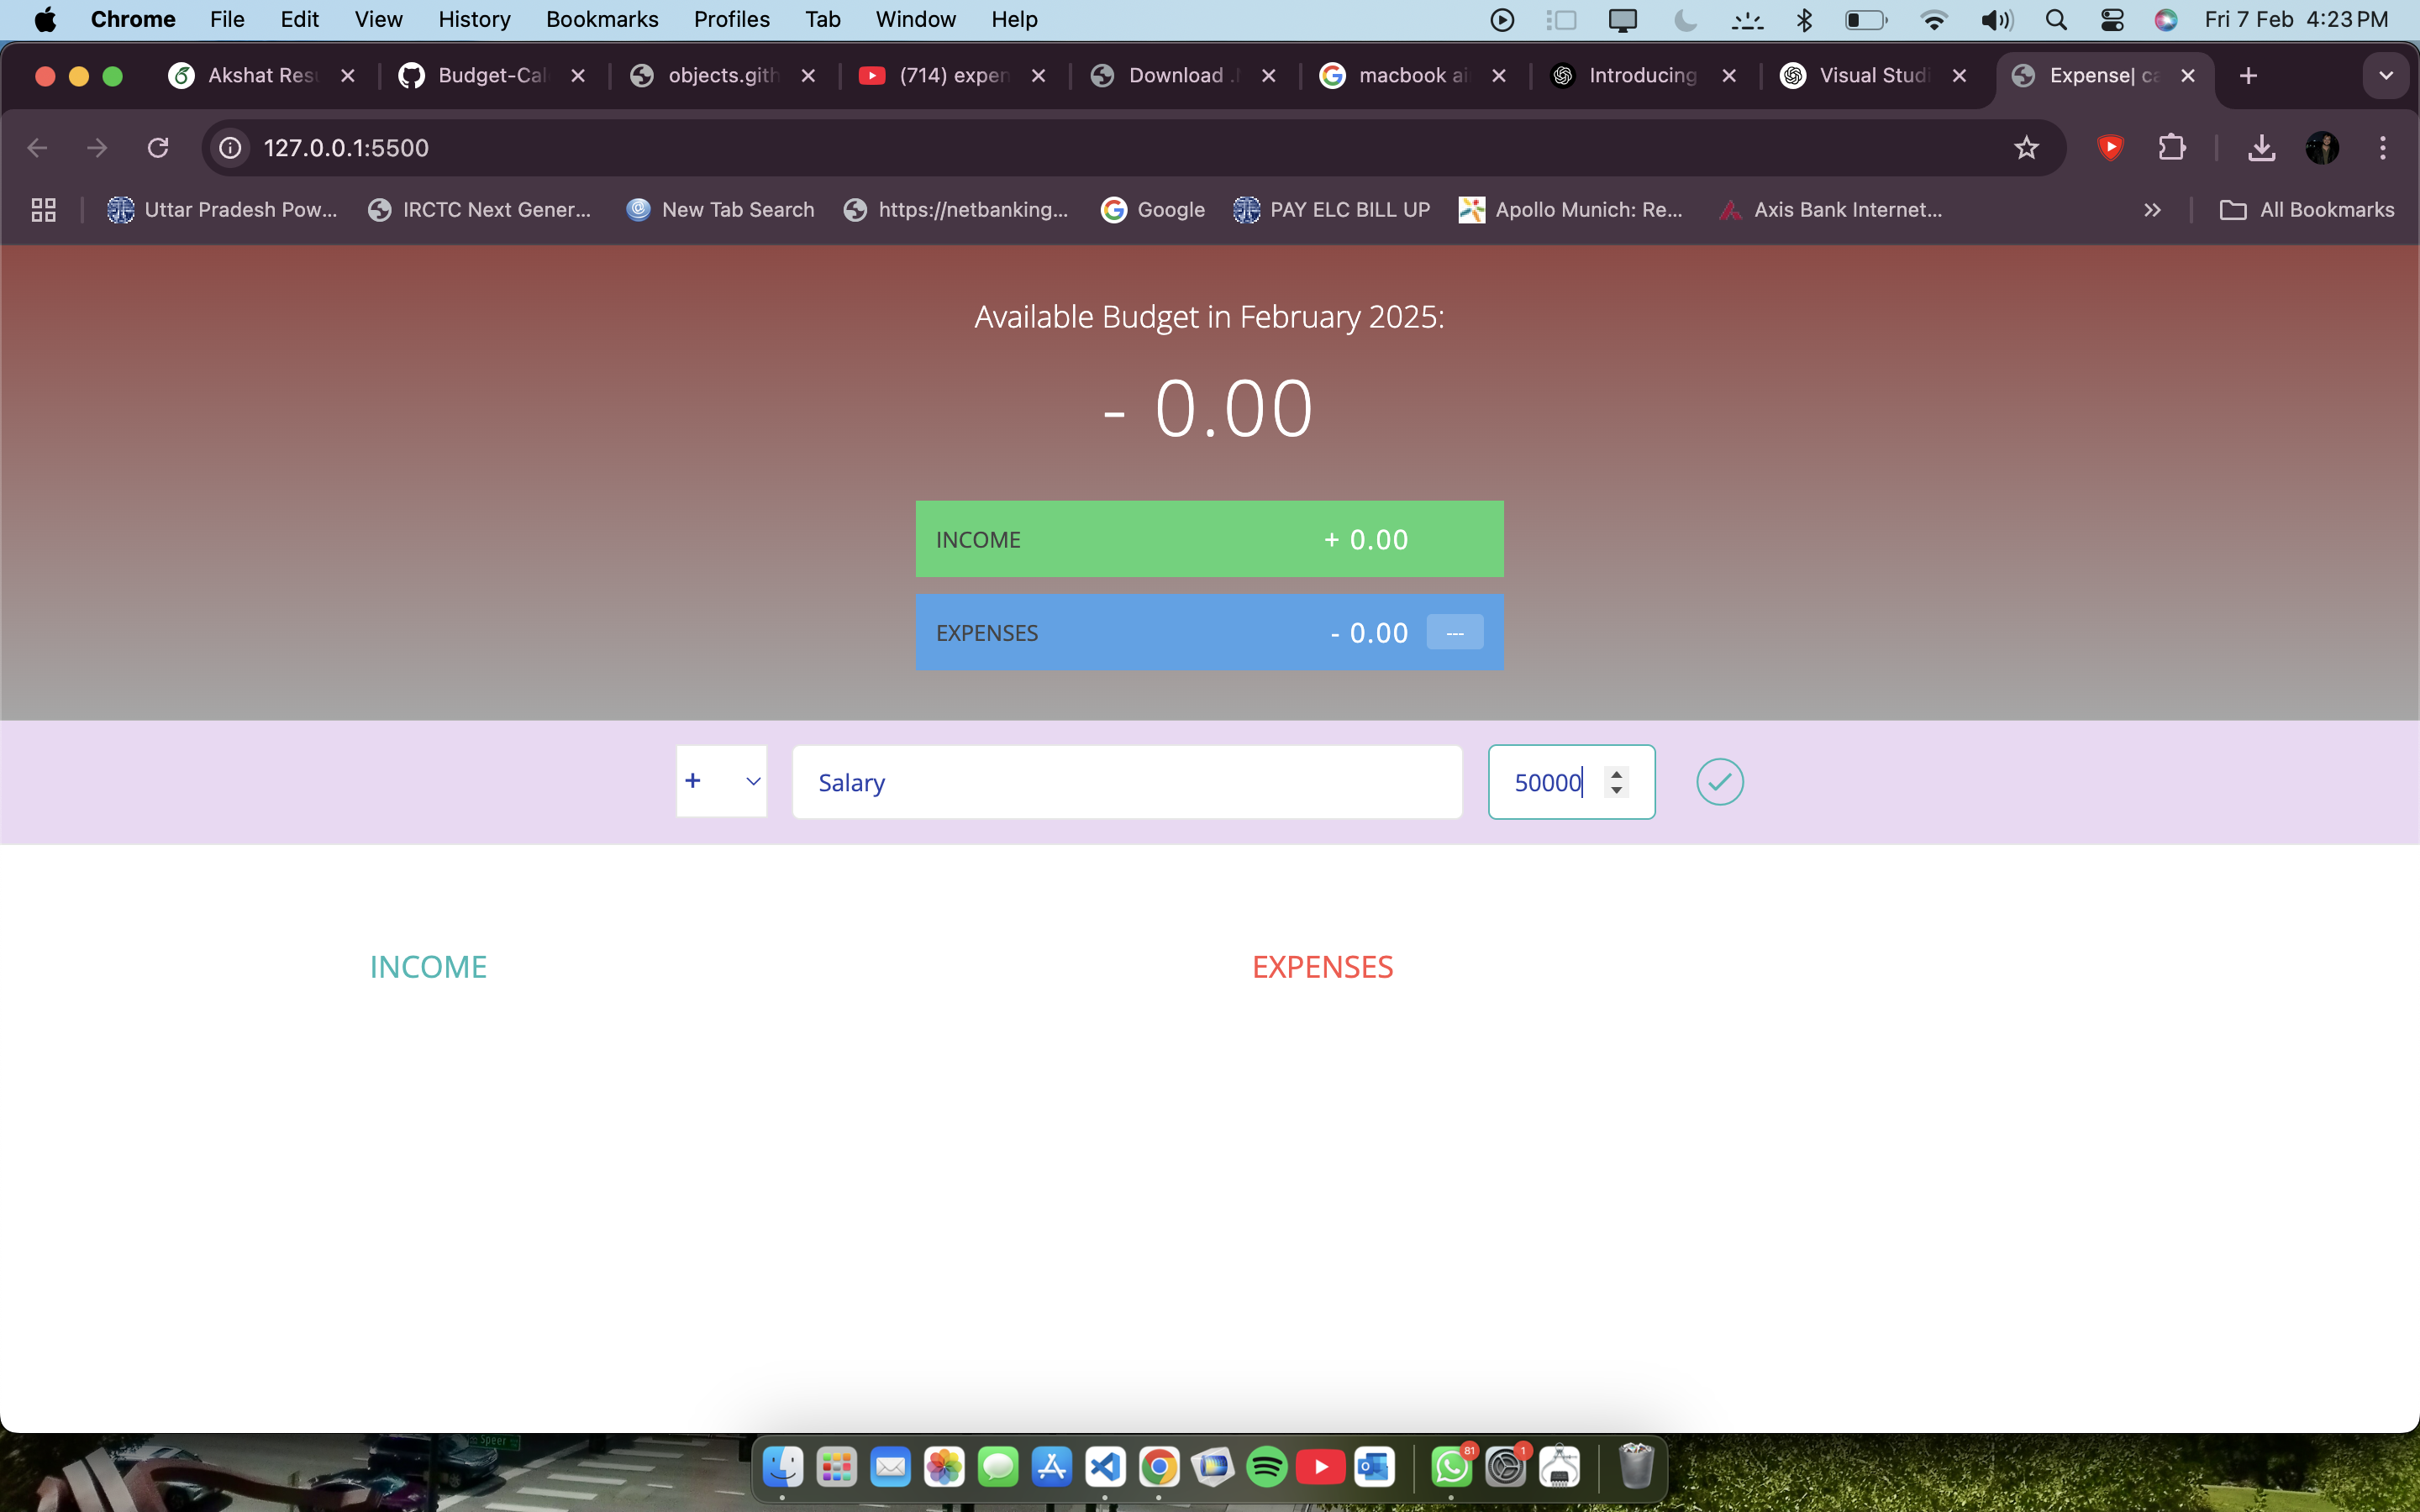 Chrome File Edit View History Bookmarks Profiles Tab Window Help Fri 7 Feb 4:23 PM
Akshat Res Budget-Cal objects.gith (714) expen Download . macbook ai Introducing Visual Studi Expense| ca
127.0.0.1:5500
Uttar Pradesh Pow... IRCTC Next Gener... New Tab Search https://netbanking... Google PAY ELC BILL UP Apollo Munich: Re... Axis Bank Internet... » All Bookmarks
Available Budget in February 2025:
- 0.00
INCOME + 0.00
EXPENSES - 0.00 ---
+ Salary 50000
INCOME EXPENSES
Speer
81 1